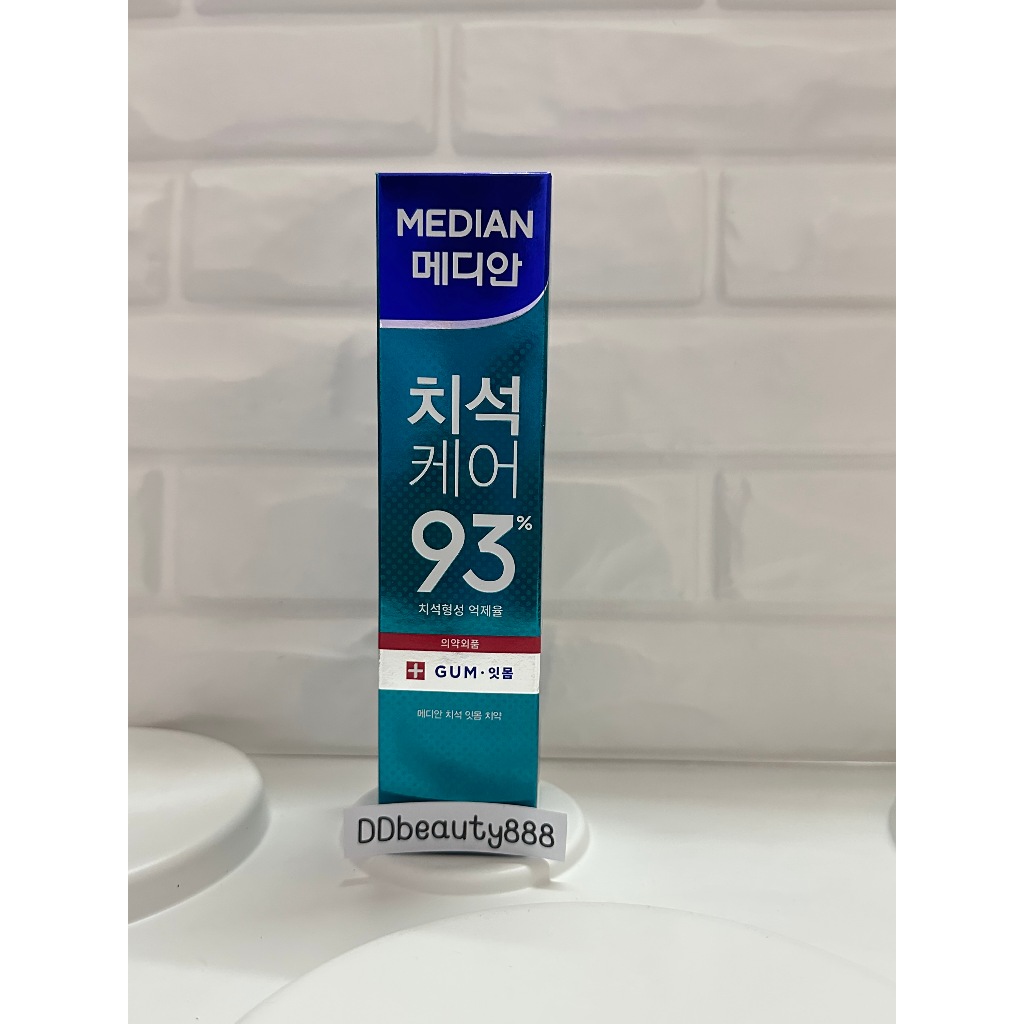 MEDIAN
메디안
치석
케어
93%
치석형성 억제율
의약외품
GUM·잇몸
메디안 치석 잇몸 치약
DDbeauty888